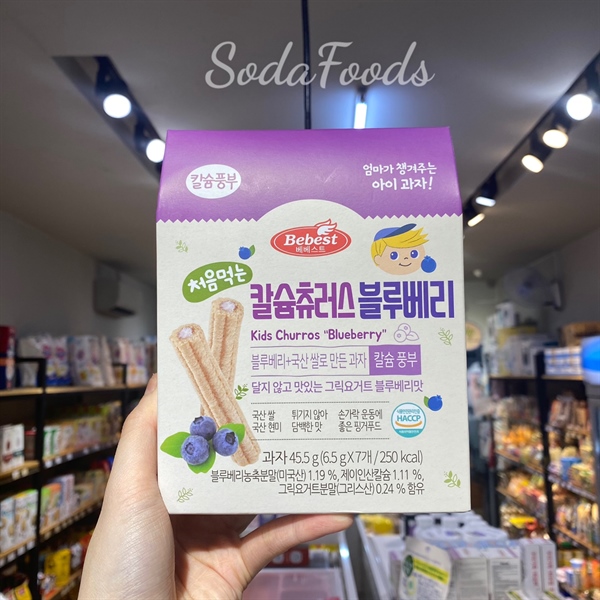 SodaFoods
칼슘풍부
엄마가 챙겨주는
아이 과자!
Bebest
베베스트
처음먹는
칼슘츄러스 블루베리
Kids Churros "Blueberry"
블루베리+국산 쌀로 만든 과자 칼슘 풍부
달지 않고 맛있는 그릭요거트 블루베리맛
국산 쌀 튀기지 않아 손가락 운동에
국산 현미 담백한 맛 좋은 핑거푸드
HACCP
과자 45.5 g (6.5 g X 7개 / 250 kcal)
블루베리농축분말(미국산) 1.19 %, 제이인산칼슘 1.11 %,
그릭요거트분말(그리스산) 0.24 % 함유